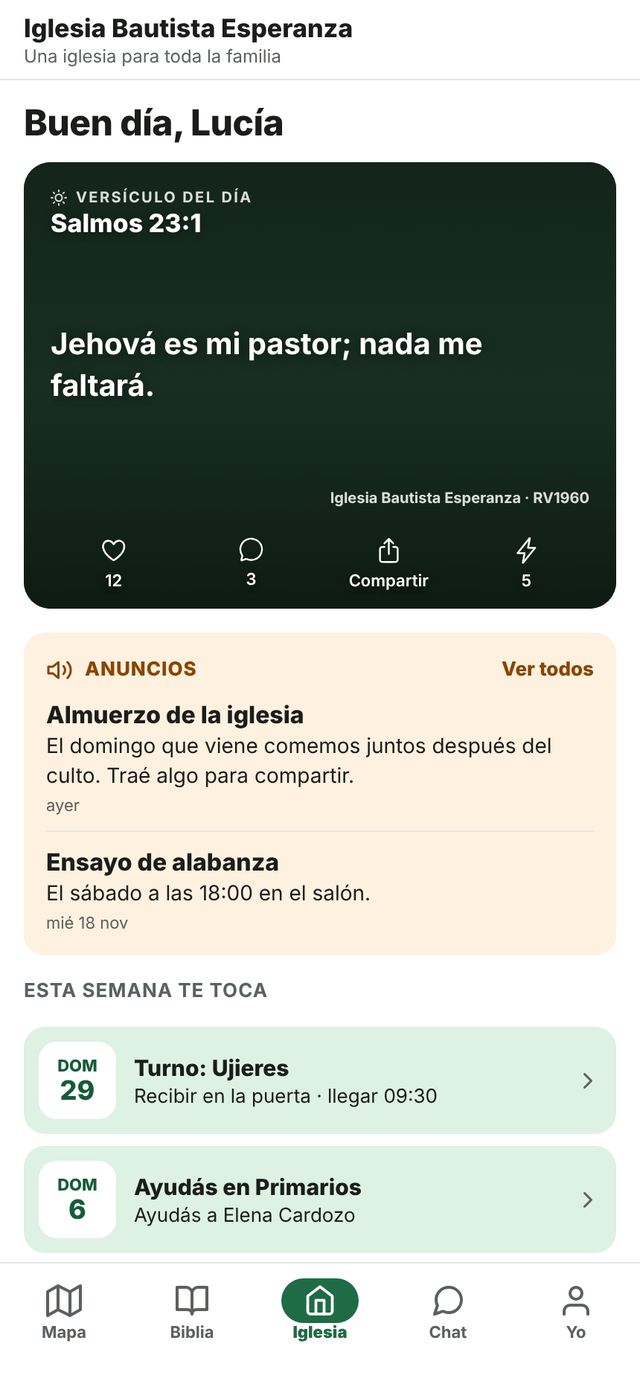 Iglesia Bautista Esperanza
Una iglesia para toda la familia
Buen día, Lucía
VERSÍCULO DEL DÍA
Salmos 23:1
Jehová es mi pastor; nada me
faltará.
Iglesia Bautista Esperanza · RV1960
12
3
Compartir
5
ANUNCIOS
Ver todos
Almuerzo de la iglesia
El domingo que viene comemos juntos después del
culto. Traé algo para compartir.
ayer
Ensayo de alabanza
El sábado a las 18:00 en el salón.
mié 18 nov
ESTA SEMANA TE TOCA
DOM
29
Turno: Ujieres
Recibir en la puerta · llegar 09:30
DOM
6
Ayudás en Primarios
Ayudás a Elena Cardozo
Mapa
Biblia
Iglesia
Chat
Yo